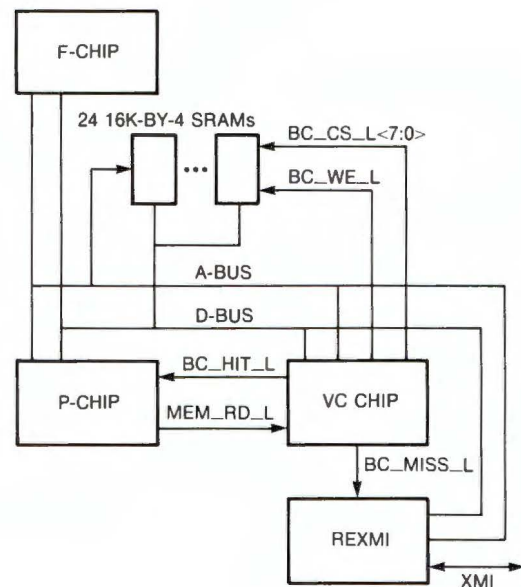 F-CHIP
24 16K-BY-4 SRAMs
BC_CS_L<7:0>
BC_WE_L
A-BUS
D-BUS
P-CHIP
BC_HIT_L
MEM_RD_L
VC CHIP
BC_MISS_L
REXMI
XMI